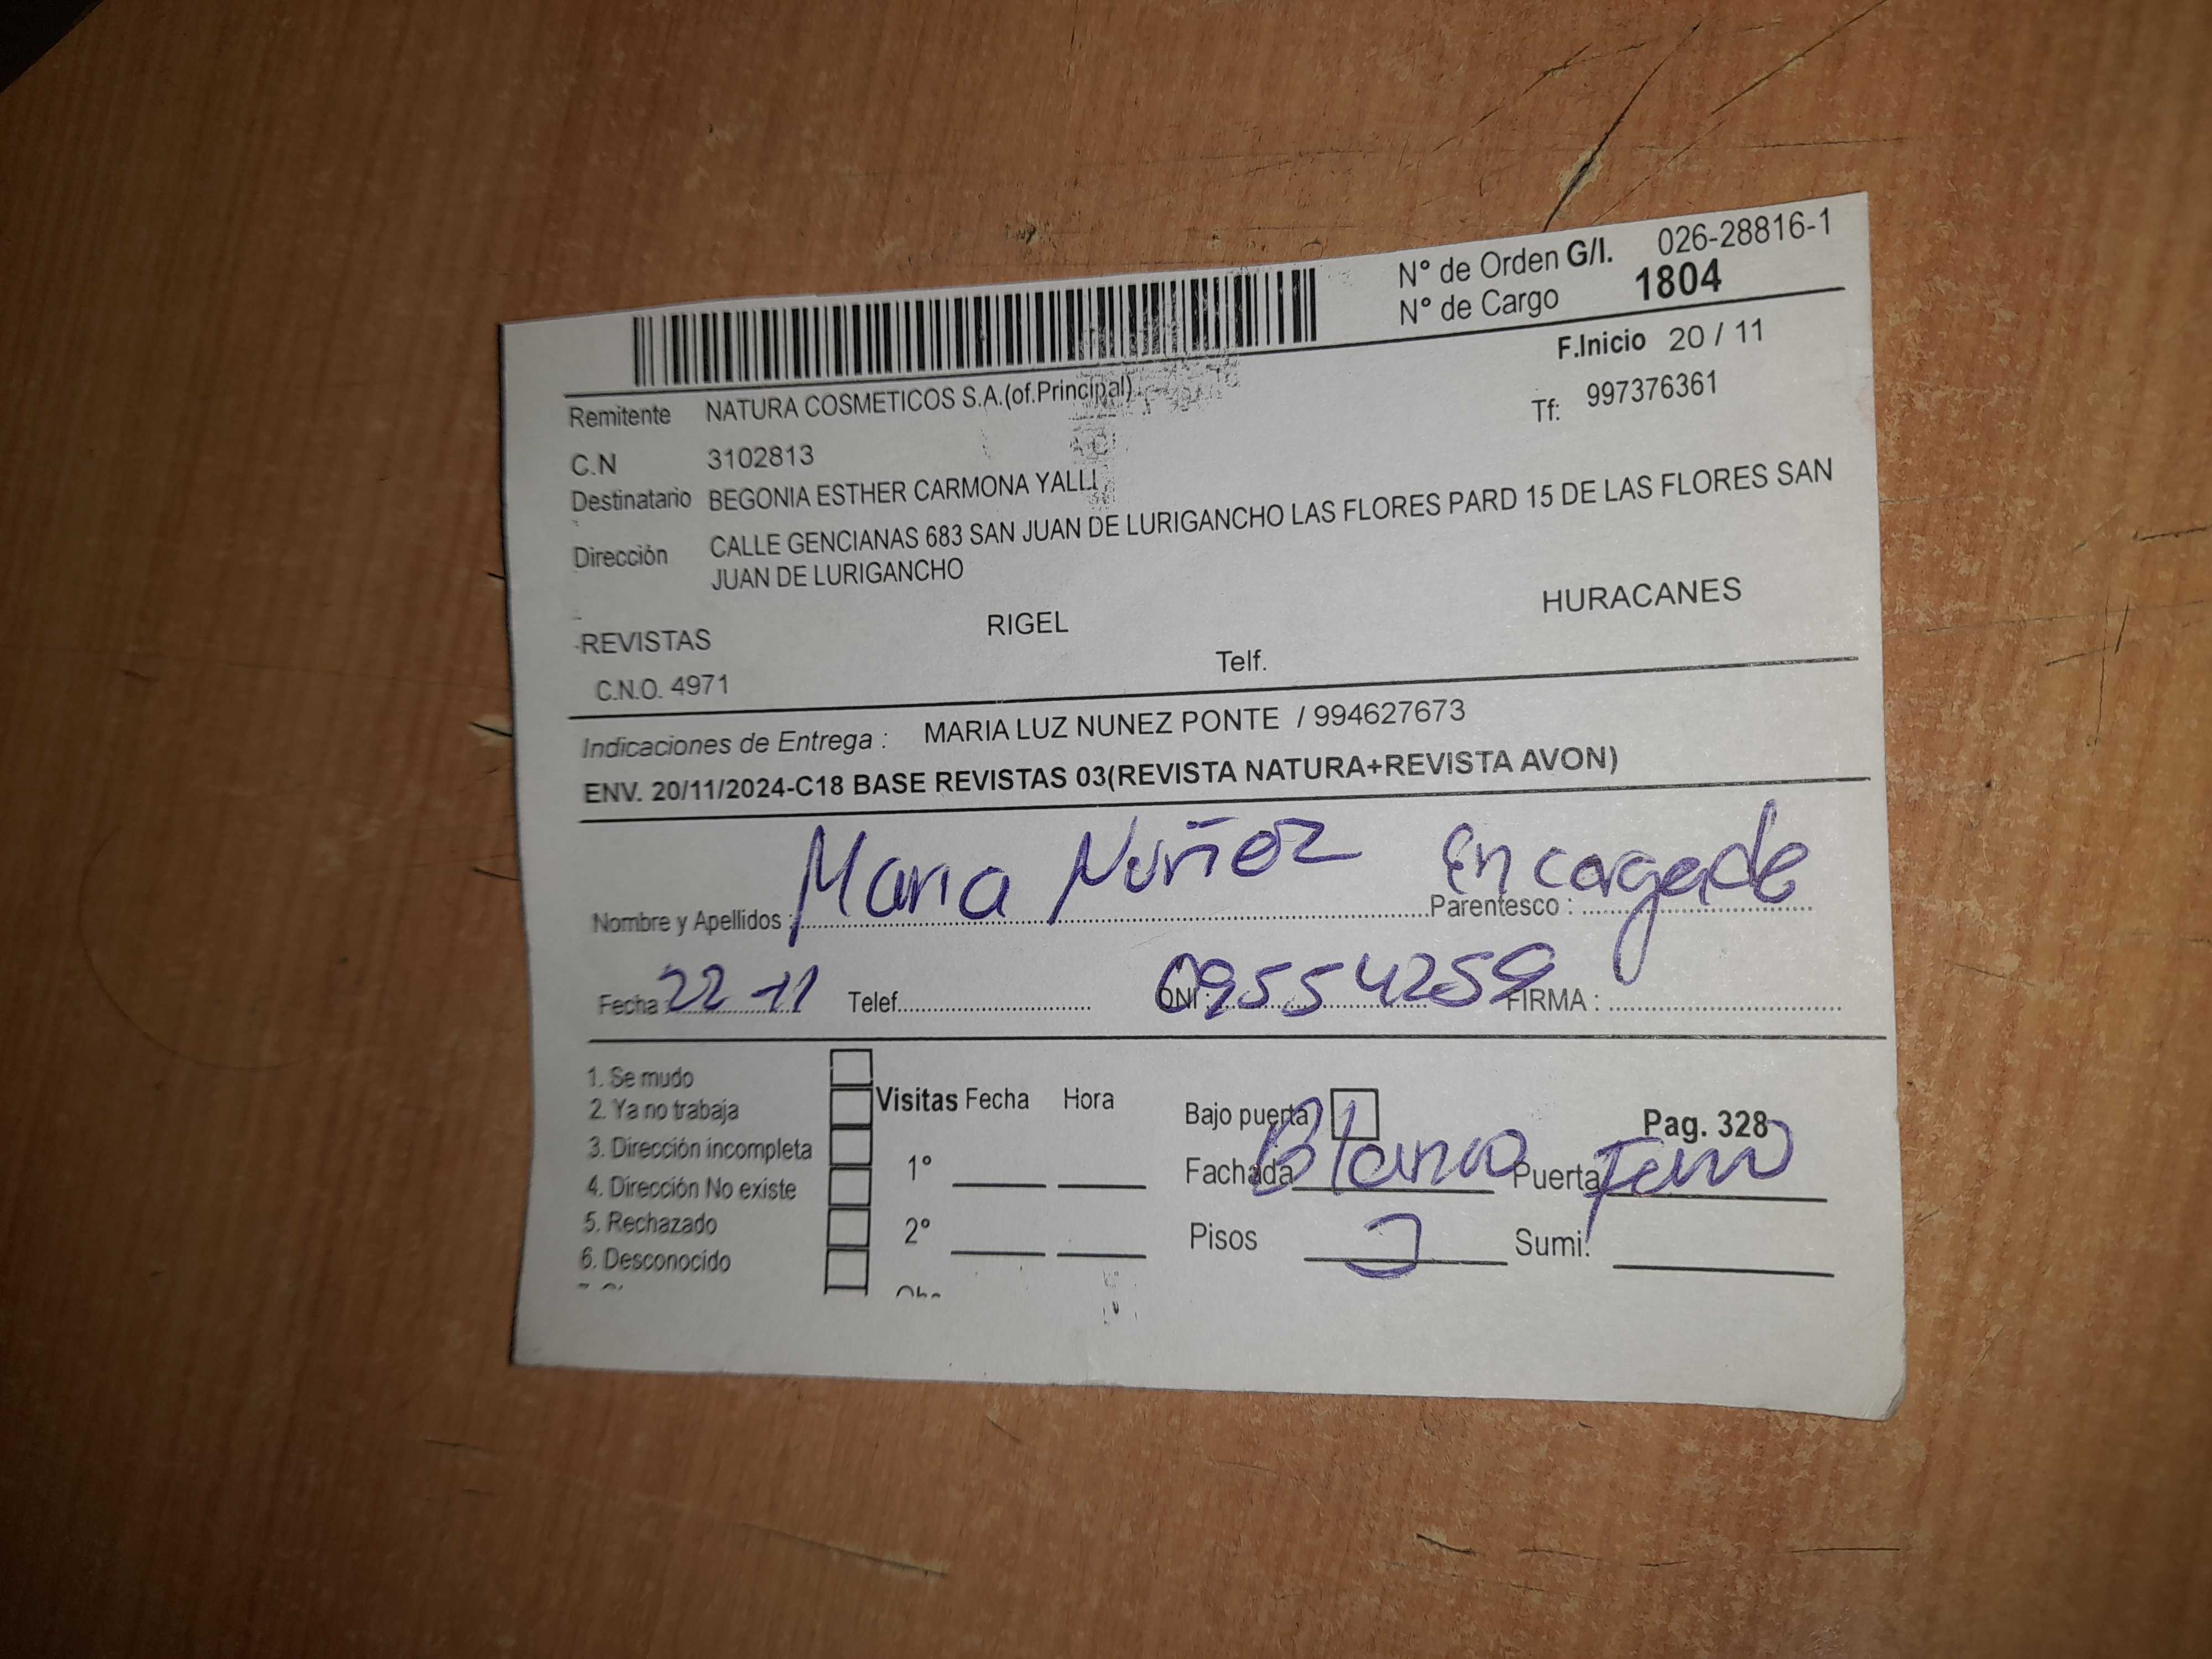 N° de Orden G/I. 026-28816-1
N° de Cargo 1804
F.Inicio 20 / 11
Remitente NATURA COSMETICOS S.A.(of.Principal)
Tf: 997376361
C.N 3102813
Destinatario BEGONIA ESTHER CARMONA YALLI
Dirección CALLE GENCIANAS 683 SAN JUAN DE LURIGANCHO LAS FLORES PARD 15 DE LAS FLORES SAN
JUAN DE LURIGANCHO
REVISTAS RIGEL HURACANES
C.N.O. 4971 Telf.
Indicaciones de Entrega : MARIA LUZ NUNEZ PONTE / 994627673
ENV. 20/11/2024-C18 BASE REVISTAS 03(REVISTA NATURA+REVISTA AVON)
Nombre y Apellidos : Maria Nuñez Parentesco : Encargade
Fecha 22-11 Telef. DNI : 09554259 FIRMA :
1. Se mudo
2. Ya no trabaja Visitas Fecha Hora Bajo puerta Pag. 328
3. Dirección incompleta
4. Dirección No existe 1° Fachada Blanco Puerta
5. Rechazado 2° Pisos Sumi.
6. Desconocido